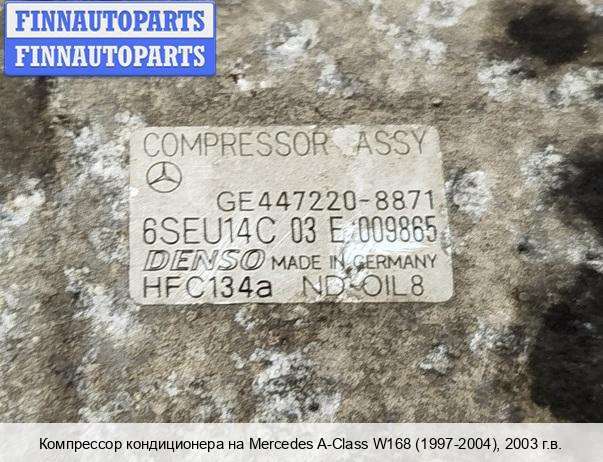 FINNAUTOPARTS
FINNAUTOPARTS
COMPRESSOR ASSY
GE447220-8871
6SEU14C 03 E 009865
DENSO MADE IN GERMANY
HFC134a ND-OIL8
Компрессор кондиционера на Mercedes A-Class W168 (1997-2004), 2003 г.в.